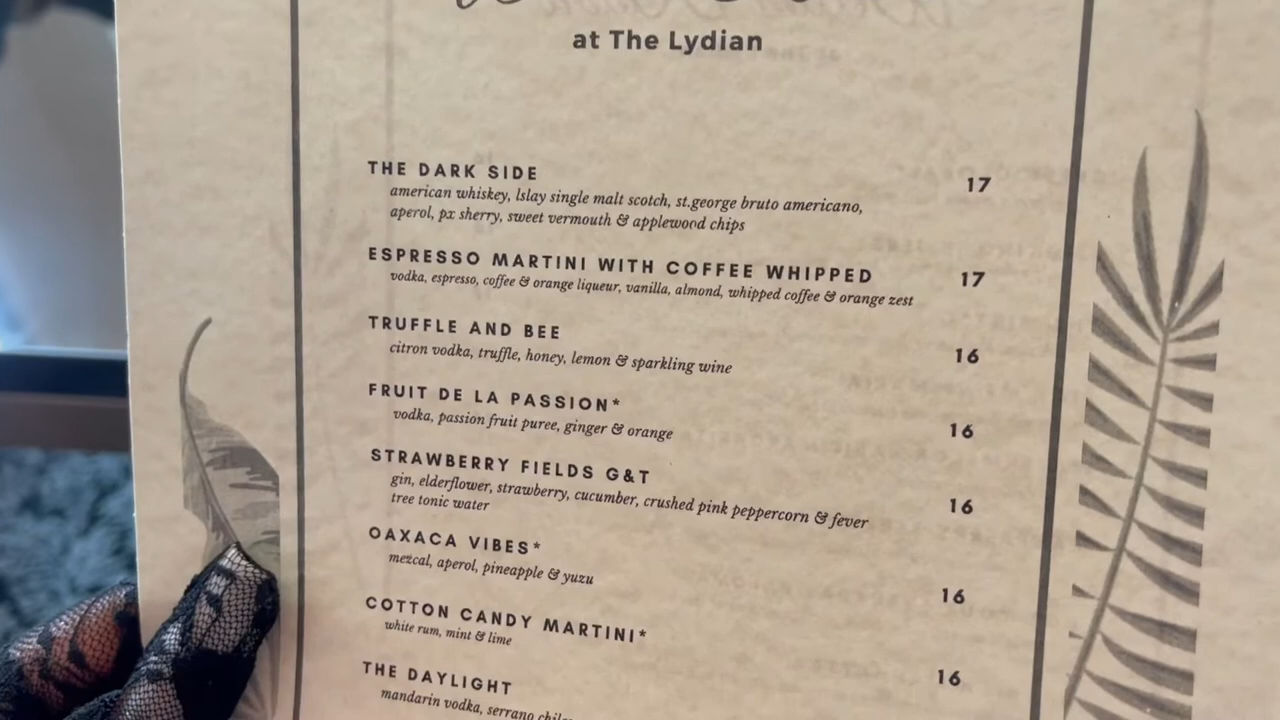 at The Lydian
THE DARK SIDE 17
american whiskey, Islay single malt scotch, st.george bruto americano,
aperol, px sherry, sweet vermouth & applewood chips
ESPRESSO MARTINI WITH COFFEE WHIPPED 17
vodka, espresso, coffee & orange liqueur, vanilla, almond, whipped coffee & orange zest
TRUFFLE AND BEE 16
citron vodka, truffle, honey, lemon & sparkling wine
FRUIT DE LA PASSION* 16
vodka, passion fruit puree, ginger & orange
STRAWBERRY FIELDS G&T 16
gin, elderflower, strawberry, cucumber, crushed pink peppercorn & fever
tree tonic water
OAXACA VIBES* 16
mezcal, aperol, pineapple & yuzu
COTTON CANDY MARTINI* 16
white rum, mint & lime
THE DAYLIGHT
mandarin vodka, serrano